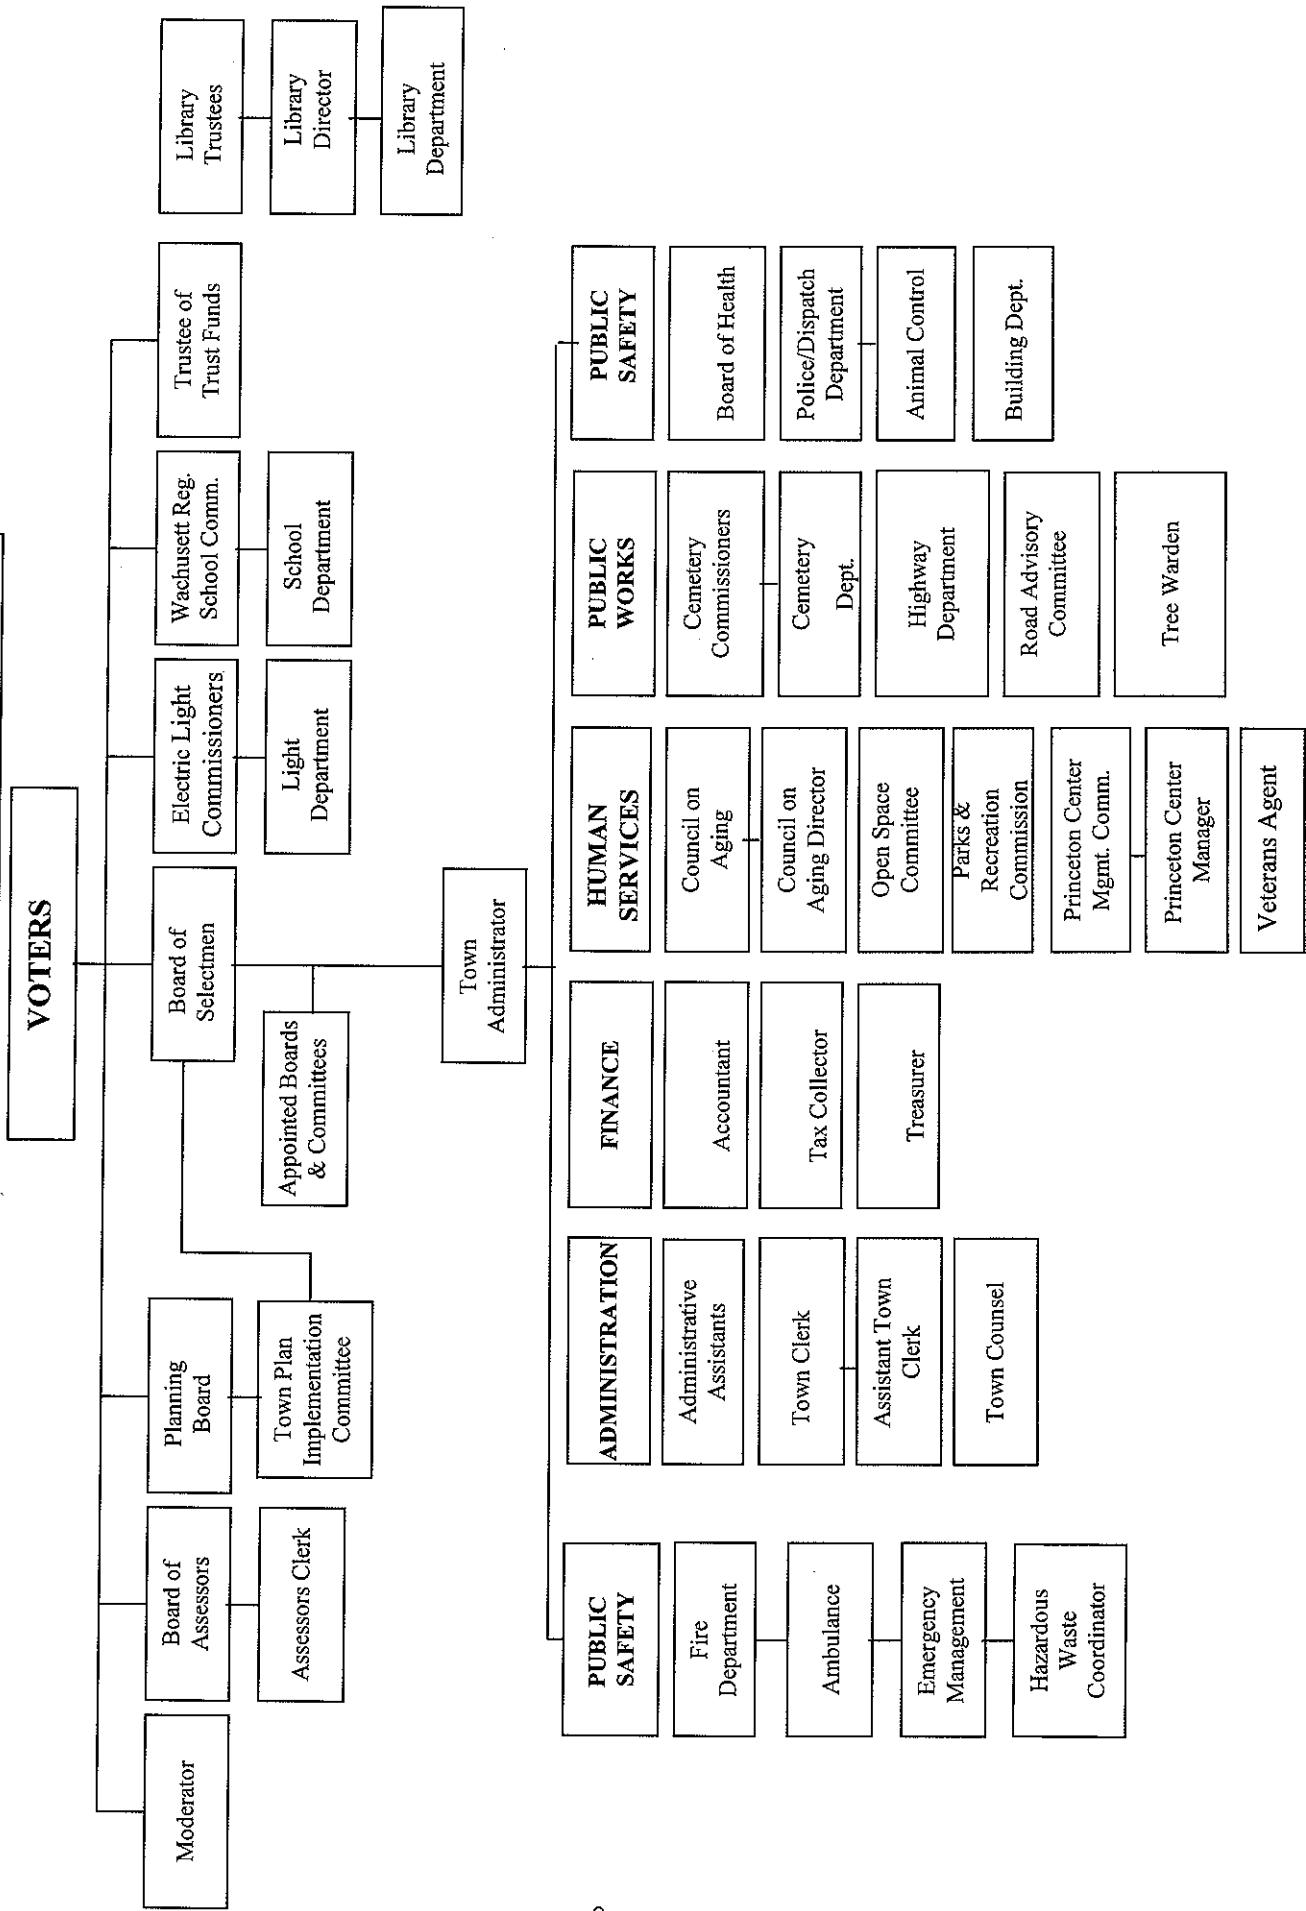 VOTERS
Moderator
Board of
Assessors
Assessors Clerk
Planning
Board
Town Plan
Implementation
Committee
Board of
Selectmen
Appointed Boards
& Committees
Electric Light
Commissioners
Light
Department
Wachusett Reg.
School Comm.
School
Department
Trustee of
Trust Funds
Library
Trustees
Library
Director
Library
Department
Town
Administrator
PUBLIC
SAFETY
Fire
Department
Ambulance
Emergency
Management
Hazardous
Waste
Coordinator
ADMINISTRATION
Administrative
Assistants
Town Clerk
Assistant Town
Clerk
Town Counsel
FINANCE
Accountant
Tax Collector
Treasurer
HUMAN
SERVICES
Council on
Aging
Council on
Aging Director
Open Space
Committee
Parks &
Recreation
Commission
Princeton Center
Mgmt. Comm.
Princeton Center
Manager
Veterans Agent
PUBLIC
WORKS
Cemetery
Commissioners
Cemetery
Dept.
Highway
Department
Road Advisory
Committee
Tree Warden
PUBLIC
SAFETY
Board of Health
Police/Dispatch
Department
Animal Control
Building Dept.